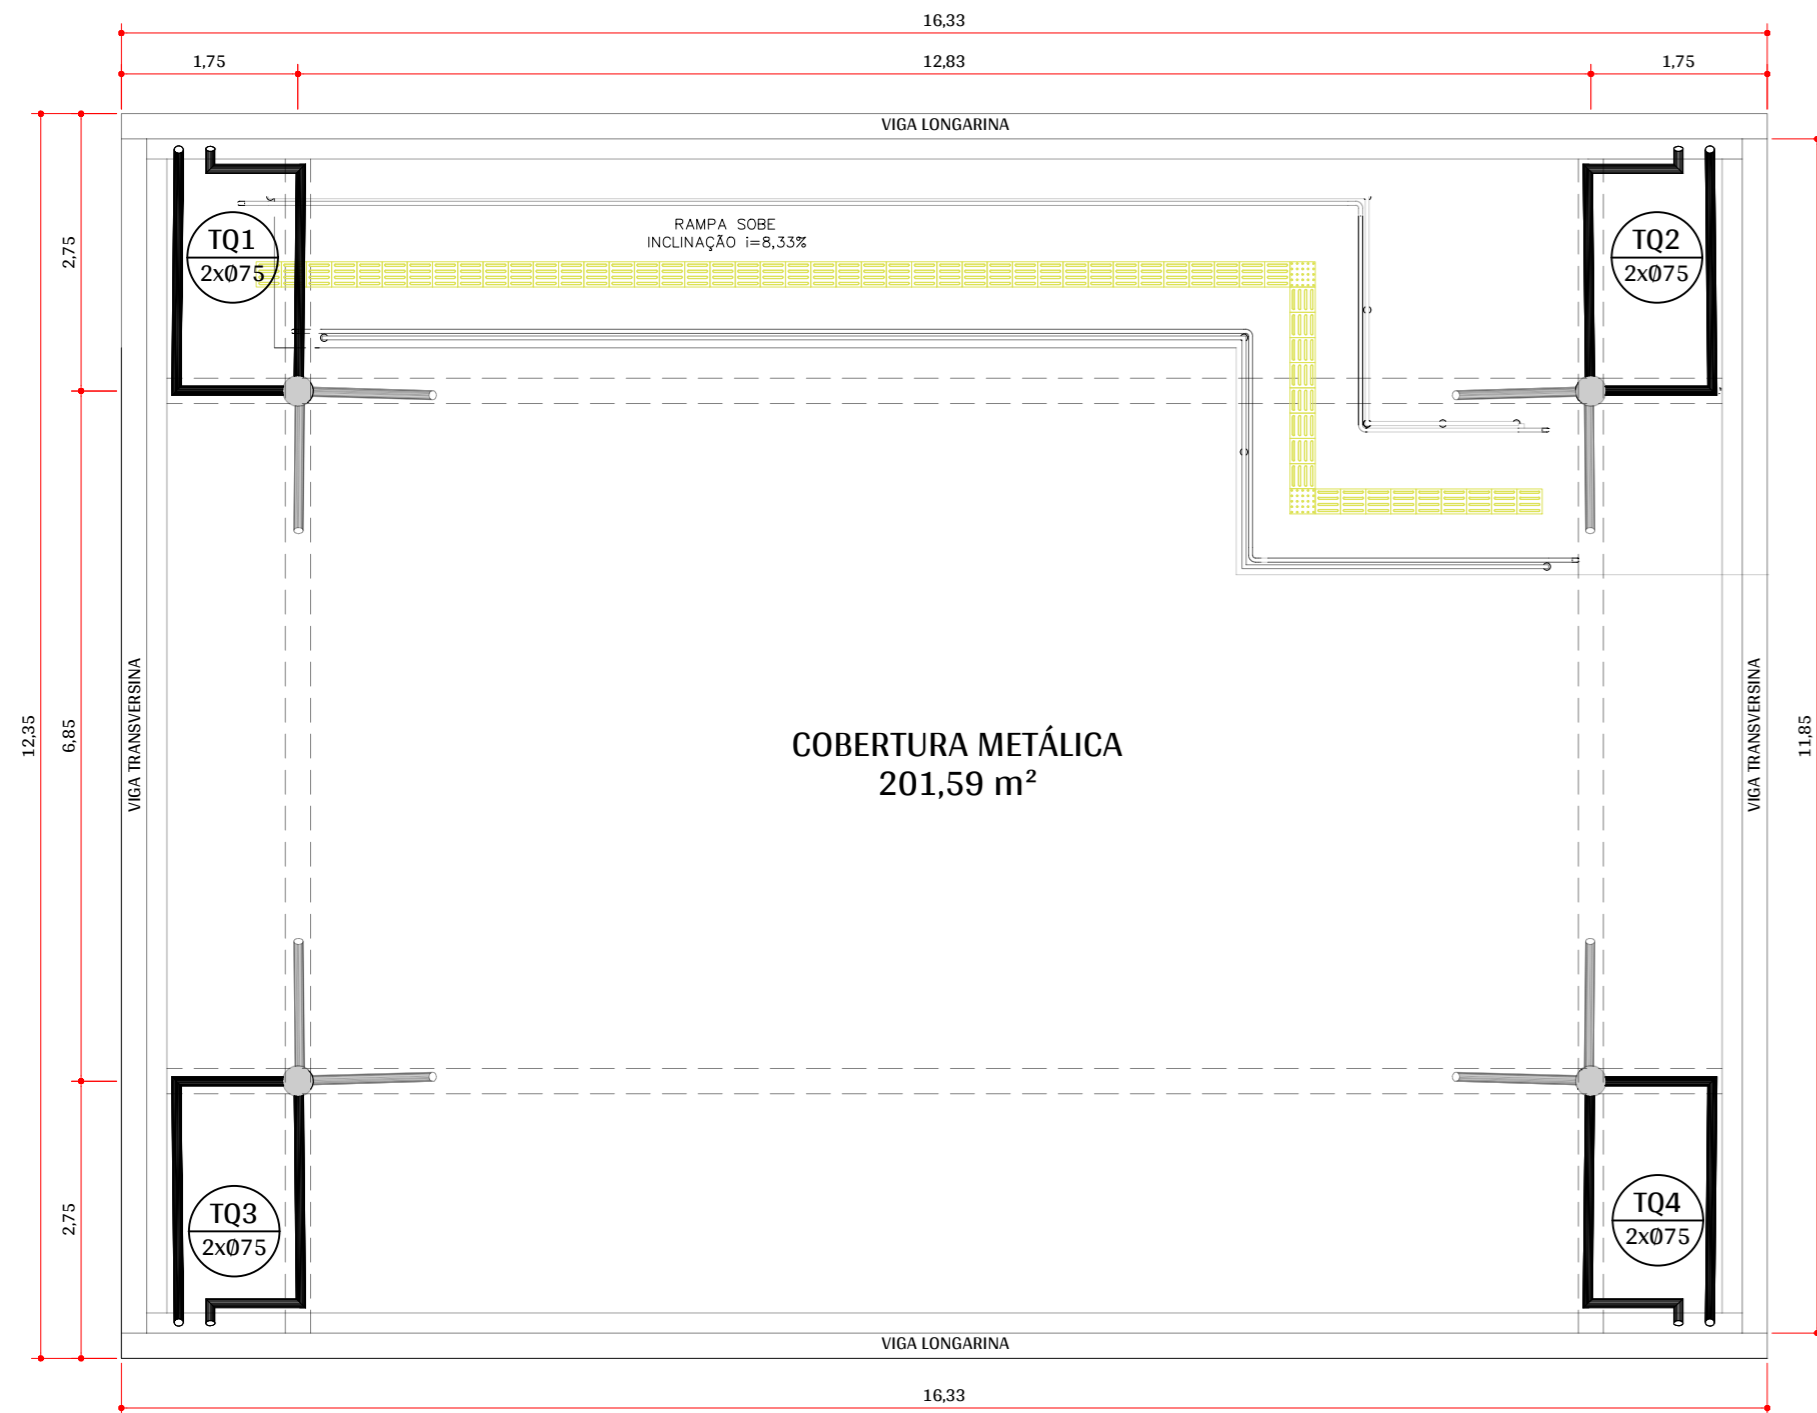 16,33
1,75
12,83
1,75
VIGA LONGARINA
RAMPA SOBE
INCLINAÇÃO i=8,33%
TQ1
2xØ75
TQ2
2xØ75
2,75
12,35
6,85
VIGA TRANSVERSINA
COBERTURA METÁLICA
201,59 m²
VIGA TRANSVERSINA
11,85
2,75
TQ3
2xØ75
TQ4
2xØ75
VIGA LONGARINA
16,33